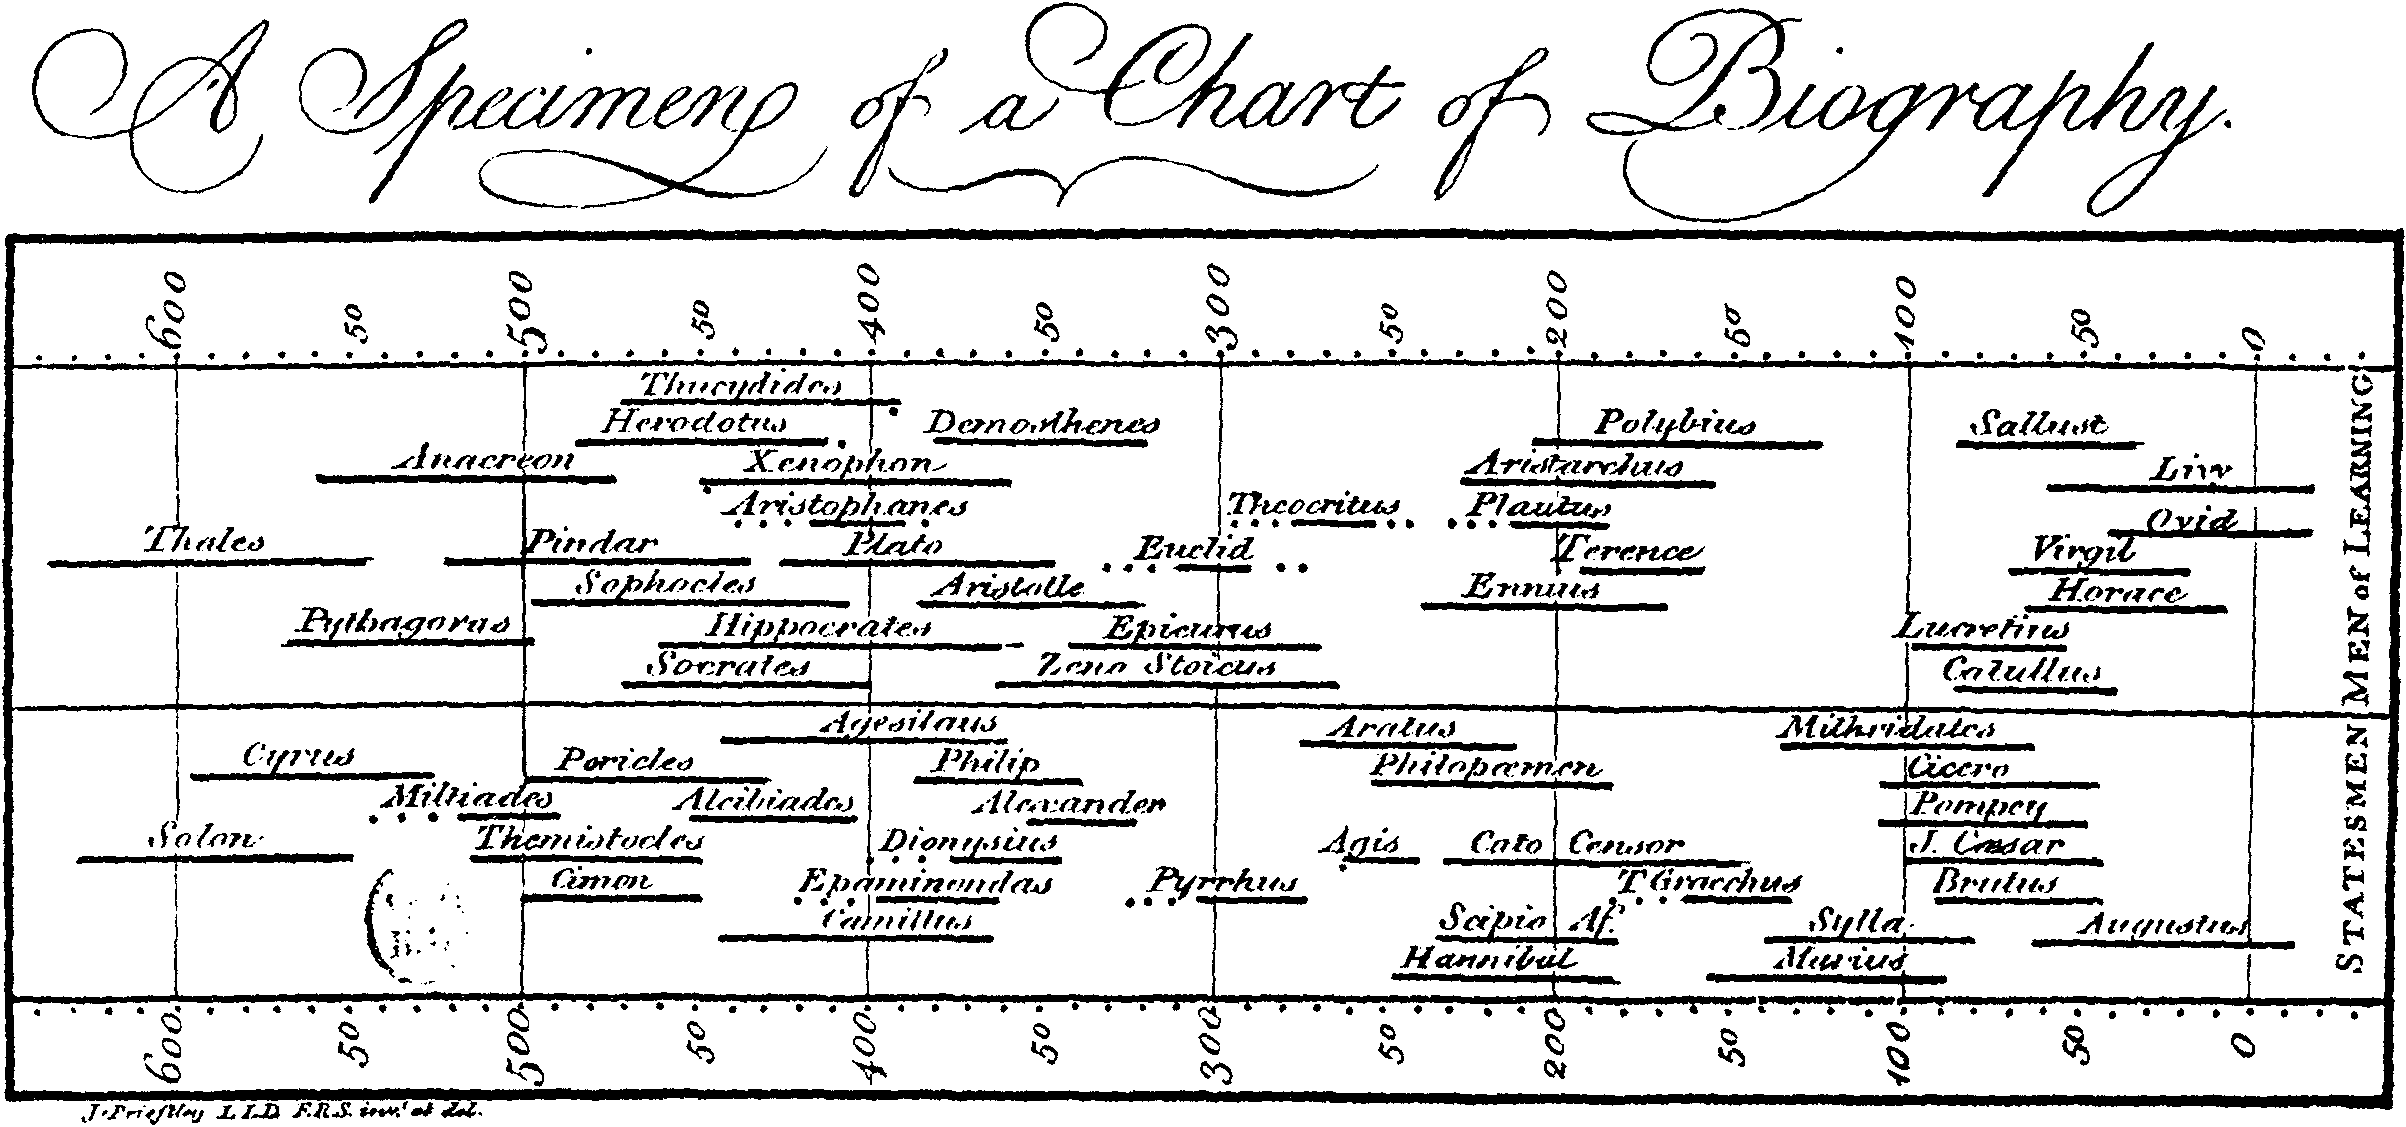 A Specimen of a Chart of Biography.
600 50 500 50 400 50 300 50 200 50 100 50 0
Thucydides
Herodotus Demosthenes Polybius Sallust
Anacreon Xenophon Aristarchus Livy
Aristophanes Theocritus Plautus Ovid
Thales Pindar Plato Euclid Terence Virgil
Sophocles Aristotle Ennius Horace
Pythagoras Hippocrates Epicurus Lucretius
Socrates Zeno Stoicus Catullus
MEN of LEARNING
Agesilaus Aratus Mithridates
Cyrus Pericles Philip Philopœmen Cicero
Miltiades Alcibiades Alexander Pompey
Solon Themistocles Dionysius Agis Cato Censor J. Cæsar
Cimon Epaminondas Pyrrhus T Gracchus Brutus
Camillus Scipio Af. Sylla Augustus
Hannibal Marius
STATESMEN
600 50 500 50 400 50 300 50 200 50 100 50 0
J. Priestley L.L.D. F.R.S. inv.t et del.